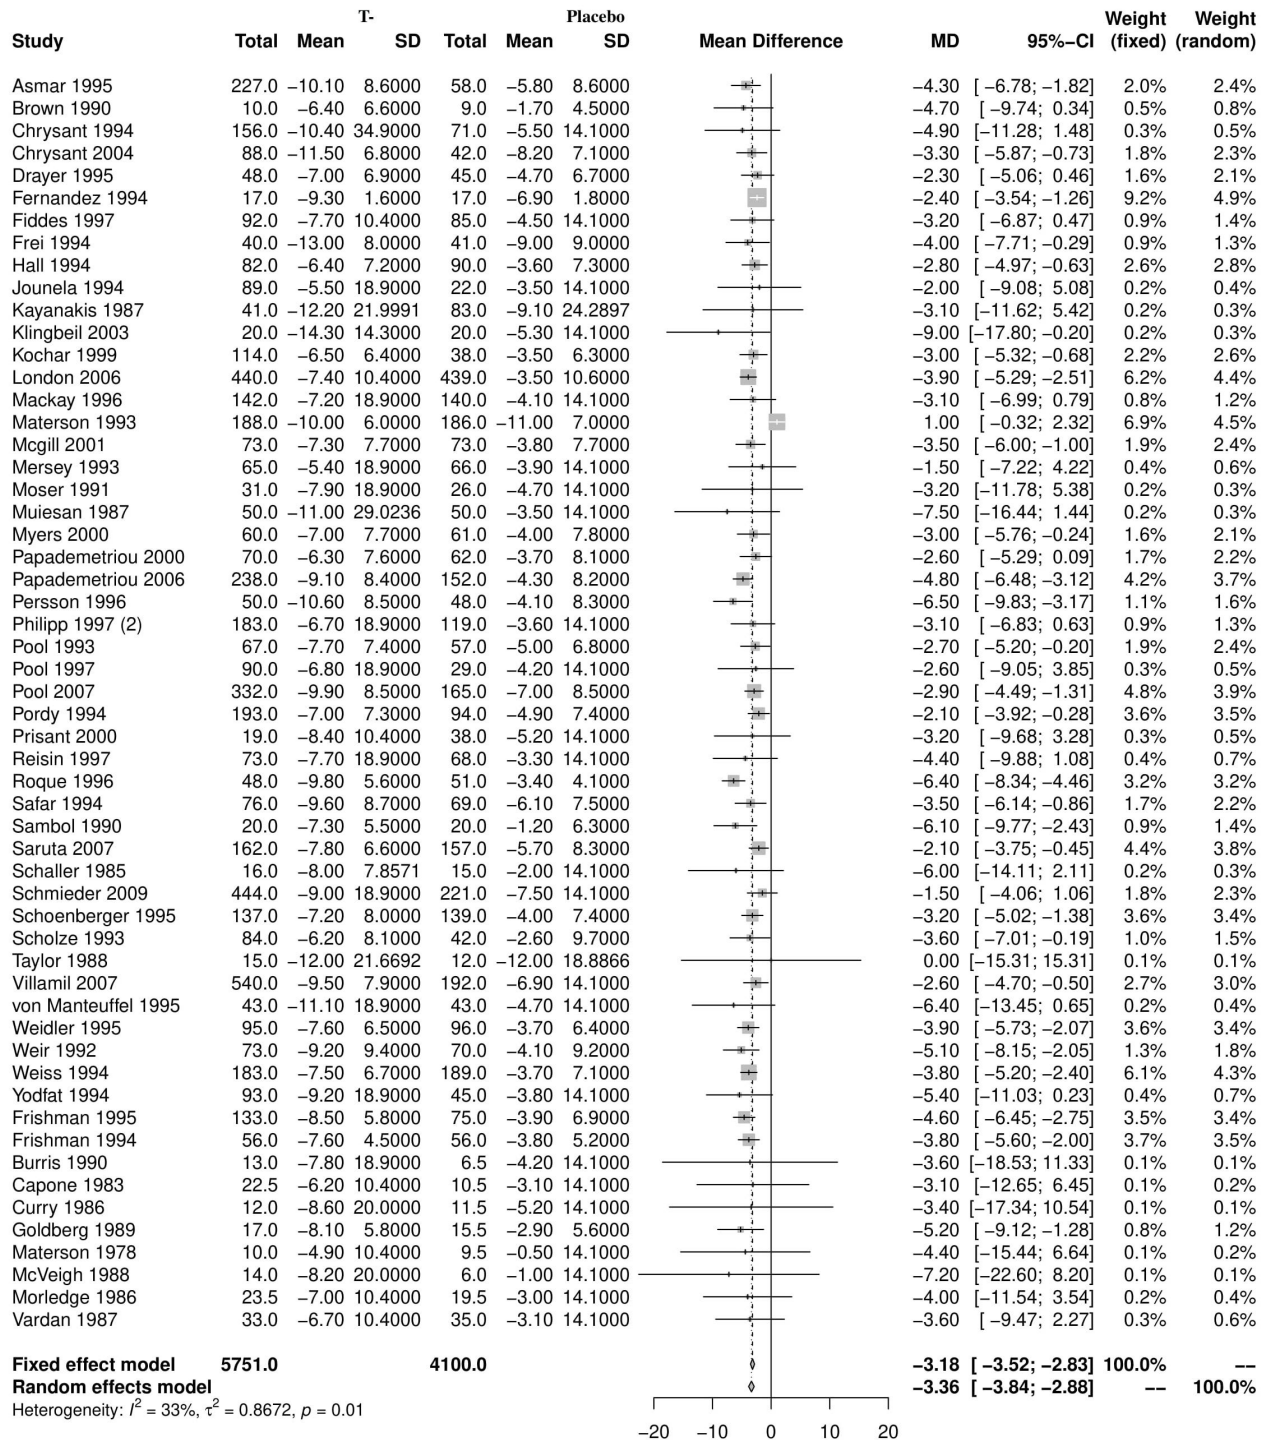 T- Placebo Weight Weight
Study Total Mean SD Total Mean SD Mean Difference MD 95%−CI (fixed) (random)
Asmar 1995 227.0 −10.10 8.6000 58.0 −5.80 8.6000 −4.30 [ −6.78; −1.82] 2.0% 2.4%
Brown 1990 10.0 −6.40 6.6000 9.0 −1.70 4.5000 −4.70 [ −9.74; 0.34] 0.5% 0.8%
Chrysant 1994 156.0 −10.40 34.9000 71.0 −5.50 14.1000 −4.90 [−11.28; 1.48] 0.3% 0.5%
Chrysant 2004 88.0 −11.50 6.8000 42.0 −8.20 7.1000 −3.30 [ −5.87; −0.73] 1.8% 2.3%
Drayer 1995 48.0 −7.00 6.9000 45.0 −4.70 6.7000 −2.30 [ −5.06; 0.46] 1.6% 2.1%
Fernandez 1994 17.0 −9.30 1.6000 17.0 −6.90 1.8000 −2.40 [ −3.54; −1.26] 9.2% 4.9%
Fiddes 1997 92.0 −7.70 10.4000 85.0 −4.50 14.1000 −3.20 [ −6.87; 0.47] 0.9% 1.4%
Frei 1994 40.0 −13.00 8.0000 41.0 −9.00 9.0000 −4.00 [ −7.71; −0.29] 0.9% 1.3%
Hall 1994 82.0 −6.40 7.2000 90.0 −3.60 7.3000 −2.80 [ −4.97; −0.63] 2.6% 2.8%
Jounela 1994 89.0 −5.50 18.9000 22.0 −3.50 14.1000 −2.00 [ −9.08; 5.08] 0.2% 0.4%
Kayanakis 1987 41.0 −12.20 21.9991 83.0 −9.10 24.2897 −3.10 [−11.62; 5.42] 0.2% 0.3%
Klingbeil 2003 20.0 −14.30 14.3000 20.0 −5.30 14.1000 −9.00 [−17.80; −0.20] 0.2% 0.3%
Kochar 1999 114.0 −6.50 6.4000 38.0 −3.50 6.3000 −3.00 [ −5.32; −0.68] 2.2% 2.6%
London 2006 440.0 −7.40 10.4000 439.0 −3.50 10.6000 −3.90 [ −5.29; −2.51] 6.2% 4.4%
Mackay 1996 142.0 −7.20 18.9000 140.0 −4.10 14.1000 −3.10 [ −6.99; 0.79] 0.8% 1.2%
Materson 1993 188.0 −10.00 6.0000 186.0 −11.00 7.0000 1.00 [ −0.32; 2.32] 6.9% 4.5%
Mcgill 2001 73.0 −7.30 7.7000 73.0 −3.80 7.7000 −3.50 [ −6.00; −1.00] 1.9% 2.4%
Mersey 1993 65.0 −5.40 18.9000 66.0 −3.90 14.1000 −1.50 [ −7.22; 4.22] 0.4% 0.6%
Moser 1991 31.0 −7.90 18.9000 26.0 −4.70 14.1000 −3.20 [−11.78; 5.38] 0.2% 0.3%
Muiesan 1987 50.0 −11.00 29.0236 50.0 −3.50 14.1000 −7.50 [−16.44; 1.44] 0.2% 0.3%
Myers 2000 60.0 −7.00 7.7000 61.0 −4.00 7.8000 −3.00 [ −5.76; −0.24] 1.6% 2.1%
Papademetriou 2000 70.0 −6.30 7.6000 62.0 −3.70 8.1000 −2.60 [ −5.29; 0.09] 1.7% 2.2%
Papademetriou 2006 238.0 −9.10 8.4000 152.0 −4.30 8.2000 −4.80 [ −6.48; −3.12] 4.2% 3.7%
Persson 1996 50.0 −10.60 8.5000 48.0 −4.10 8.3000 −6.50 [ −9.83; −3.17] 1.1% 1.6%
Philipp 1997 (2) 183.0 −6.70 18.9000 119.0 −3.60 14.1000 −3.10 [ −6.83; 0.63] 0.9% 1.3%
Pool 1993 67.0 −7.70 7.4000 57.0 −5.00 6.8000 −2.70 [ −5.20; −0.20] 1.9% 2.4%
Pool 1997 90.0 −6.80 18.9000 29.0 −4.20 14.1000 −2.60 [ −9.05; 3.85] 0.3% 0.5%
Pool 2007 332.0 −9.90 8.5000 165.0 −7.00 8.5000 −2.90 [ −4.49; −1.31] 4.8% 3.9%
Pordy 1994 193.0 −7.00 7.3000 94.0 −4.90 7.4000 −2.10 [ −3.92; −0.28] 3.6% 3.5%
Prisant 2000 19.0 −8.40 10.4000 38.0 −5.20 14.1000 −3.20 [ −9.68; 3.28] 0.3% 0.5%
Reisin 1997 73.0 −7.70 18.9000 68.0 −3.30 14.1000 −4.40 [ −9.88; 1.08] 0.4% 0.7%
Roque 1996 48.0 −9.80 5.6000 51.0 −3.40 4.1000 −6.40 [ −8.34; −4.46] 3.2% 3.2%
Safar 1994 76.0 −9.60 8.7000 69.0 −6.10 7.5000 −3.50 [ −6.14; −0.86] 1.7% 2.2%
Sambol 1990 20.0 −7.30 5.5000 20.0 −1.20 6.3000 −6.10 [ −9.77; −2.43] 0.9% 1.4%
Saruta 2007 162.0 −7.80 6.6000 157.0 −5.70 8.3000 −2.10 [ −3.75; −0.45] 4.4% 3.8%
Schaller 1985 16.0 −8.00 7.8571 15.0 −2.00 14.1000 −6.00 [−14.11; 2.11] 0.2% 0.3%
Schmieder 2009 444.0 −9.00 18.9000 221.0 −7.50 14.1000 −1.50 [ −4.06; 1.06] 1.8% 2.3%
Schoenberger 1995 137.0 −7.20 8.0000 139.0 −4.00 7.4000 −3.20 [ −5.02; −1.38] 3.6% 3.4%
Scholze 1993 84.0 −6.20 8.1000 42.0 −2.60 9.7000 −3.60 [ −7.01; −0.19] 1.0% 1.5%
Taylor 1988 15.0 −12.00 21.6692 12.0 −12.00 18.8866 0.00 [−15.31; 15.31] 0.1% 0.1%
Villamil 2007 540.0 −9.50 7.9000 192.0 −6.90 14.1000 −2.60 [ −4.70; −0.50] 2.7% 3.0%
von Manteuffel 1995 43.0 −11.10 18.9000 43.0 −4.70 14.1000 −6.40 [−13.45; 0.65] 0.2% 0.4%
Weidler 1995 95.0 −7.60 6.5000 96.0 −3.70 6.4000 −3.90 [ −5.73; −2.07] 3.6% 3.4%
Weir 1992 73.0 −9.20 9.4000 70.0 −4.10 9.2000 −5.10 [ −8.15; −2.05] 1.3% 1.8%
Weiss 1994 183.0 −7.50 6.7000 189.0 −3.70 7.1000 −3.80 [ −5.20; −2.40] 6.1% 4.3%
Yodfat 1994 93.0 −9.20 18.9000 45.0 −3.80 14.1000 −5.40 [−11.03; 0.23] 0.4% 0.7%
Frishman 1995 133.0 −8.50 5.8000 75.0 −3.90 6.9000 −4.60 [ −6.45; −2.75] 3.5% 3.4%
Frishman 1994 56.0 −7.60 4.5000 56.0 −3.80 5.2000 −3.80 [ −5.60; −2.00] 3.7% 3.5%
Burris 1990 13.0 −7.80 18.9000 6.5 −4.20 14.1000 −3.60 [−18.53; 11.33] 0.1% 0.1%
Capone 1983 22.5 −6.20 10.4000 10.5 −3.10 14.1000 −3.10 [−12.65; 6.45] 0.1% 0.2%
Curry 1986 12.0 −8.60 20.0000 11.5 −5.20 14.1000 −3.40 [−17.34; 10.54] 0.1% 0.1%
Goldberg 1989 17.0 −8.10 5.8000 15.5 −2.90 5.6000 −5.20 [ −9.12; −1.28] 0.8% 1.2%
Materson 1978 10.0 −4.90 10.4000 9.5 −0.50 14.1000 −4.40 [−15.44; 6.64] 0.1% 0.2%
McVeigh 1988 14.0 −8.20 20.0000 6.0 −1.00 14.1000 −7.20 [−22.60; 8.20] 0.1% 0.1%
Morledge 1986 23.5 −7.00 10.4000 19.5 −3.00 14.1000 −4.00 [−11.54; 3.54] 0.2% 0.4%
Vardan 1987 33.0 −6.70 10.4000 35.0 −3.10 14.1000 −3.60 [ −9.47; 2.27] 0.3% 0.6%
Fixed effect model 5751.0 4100.0 −3.18 [ −3.52; −2.83] 100.0% −−
Random effects model −3.36 [ −3.84; −2.88] −− 100.0%
Heterogeneity: I² = 33%, τ² = 0.8672, p = 0.01
−20 −10 0 10 20